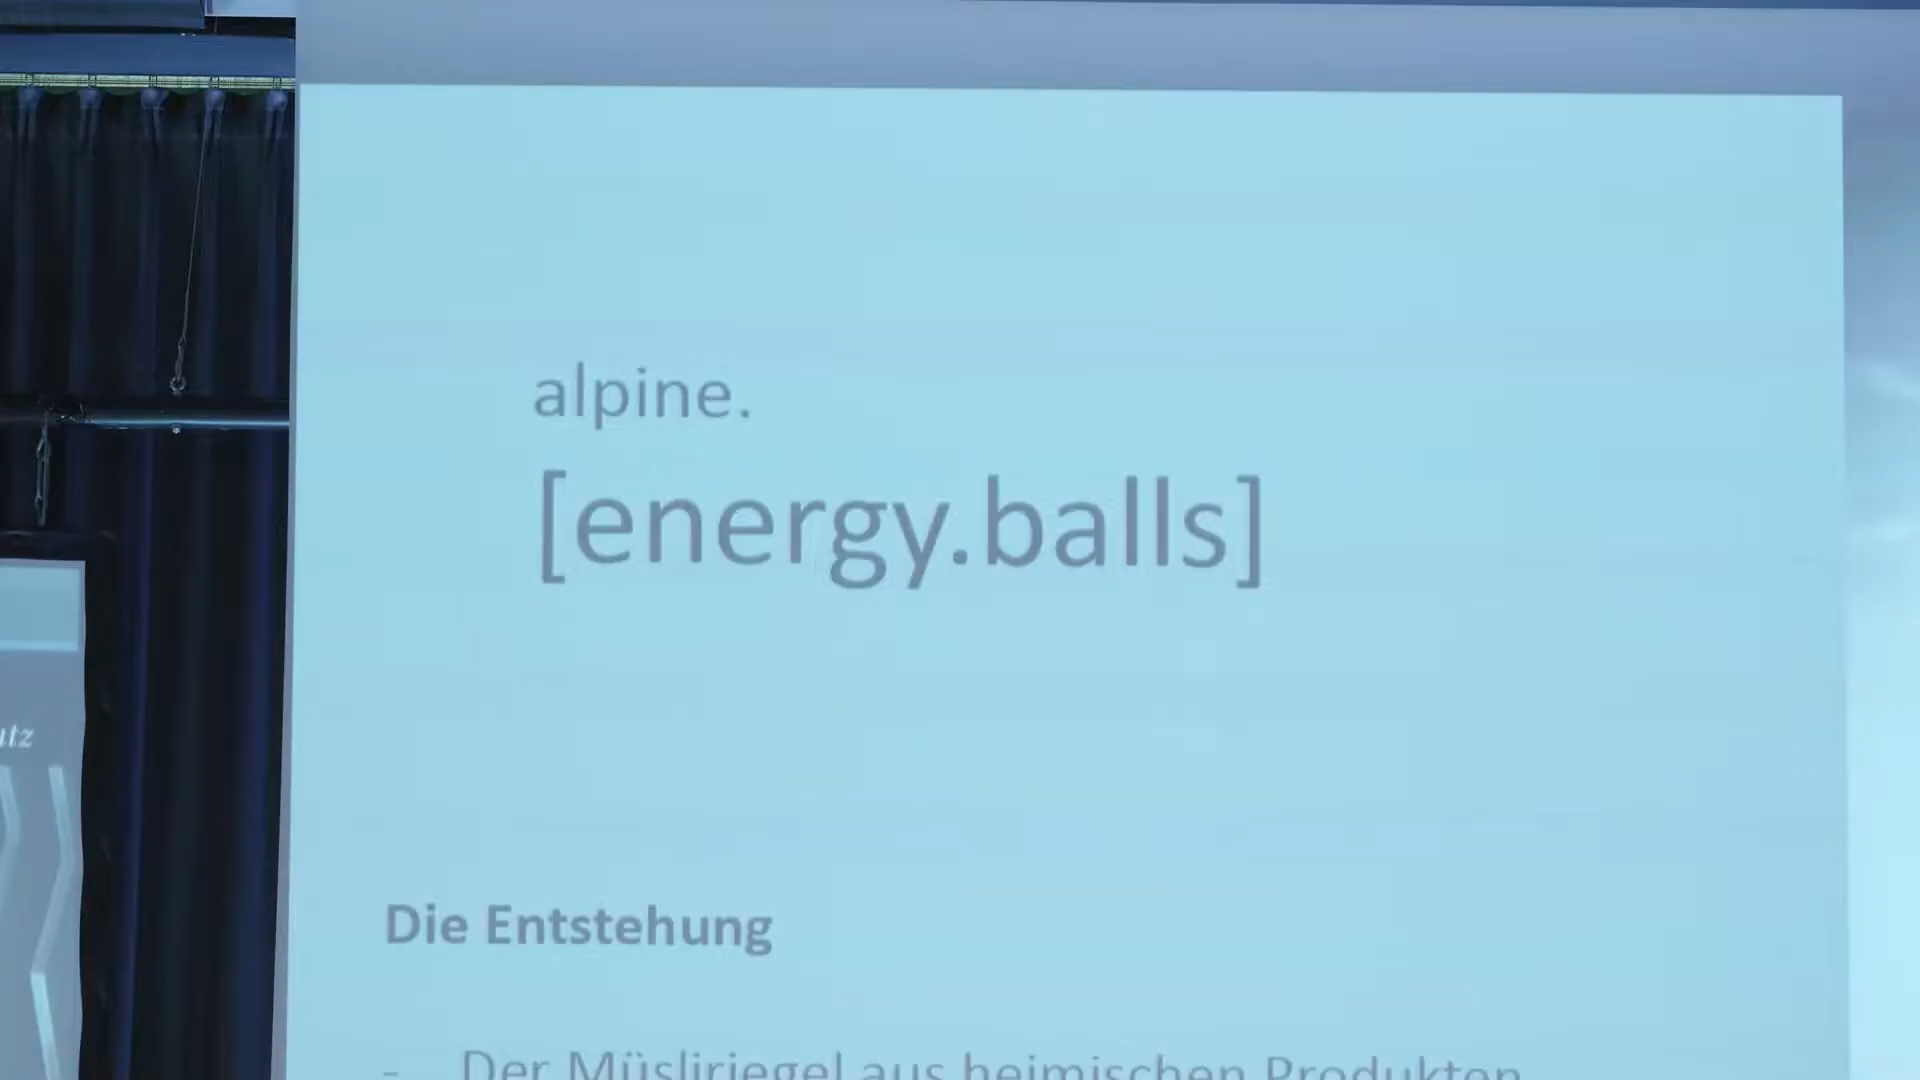 alpine.
[energy.balls]
Die Entstehung
- Der Müsliriegel aus heimischen Produkten